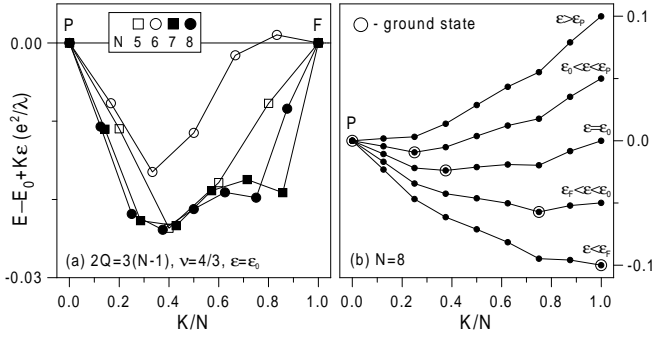 P
F
N 5 6 7 8
0.00
-0.03
E−E₀+Kε (e²/λ)
(a) 2Q=3(N-1), ν=4/3, ε=ε₀
0.0 0.2 0.4 0.6 0.8 1.0
K/N
- ground state
P
ε>εP
ε₀<ε<εP
ε=ε₀
εF<ε<ε₀
ε<εF
0.1
0.0
-0.1
(b) N=8
0.0 0.2 0.4 0.6 0.8 1.0
K/N